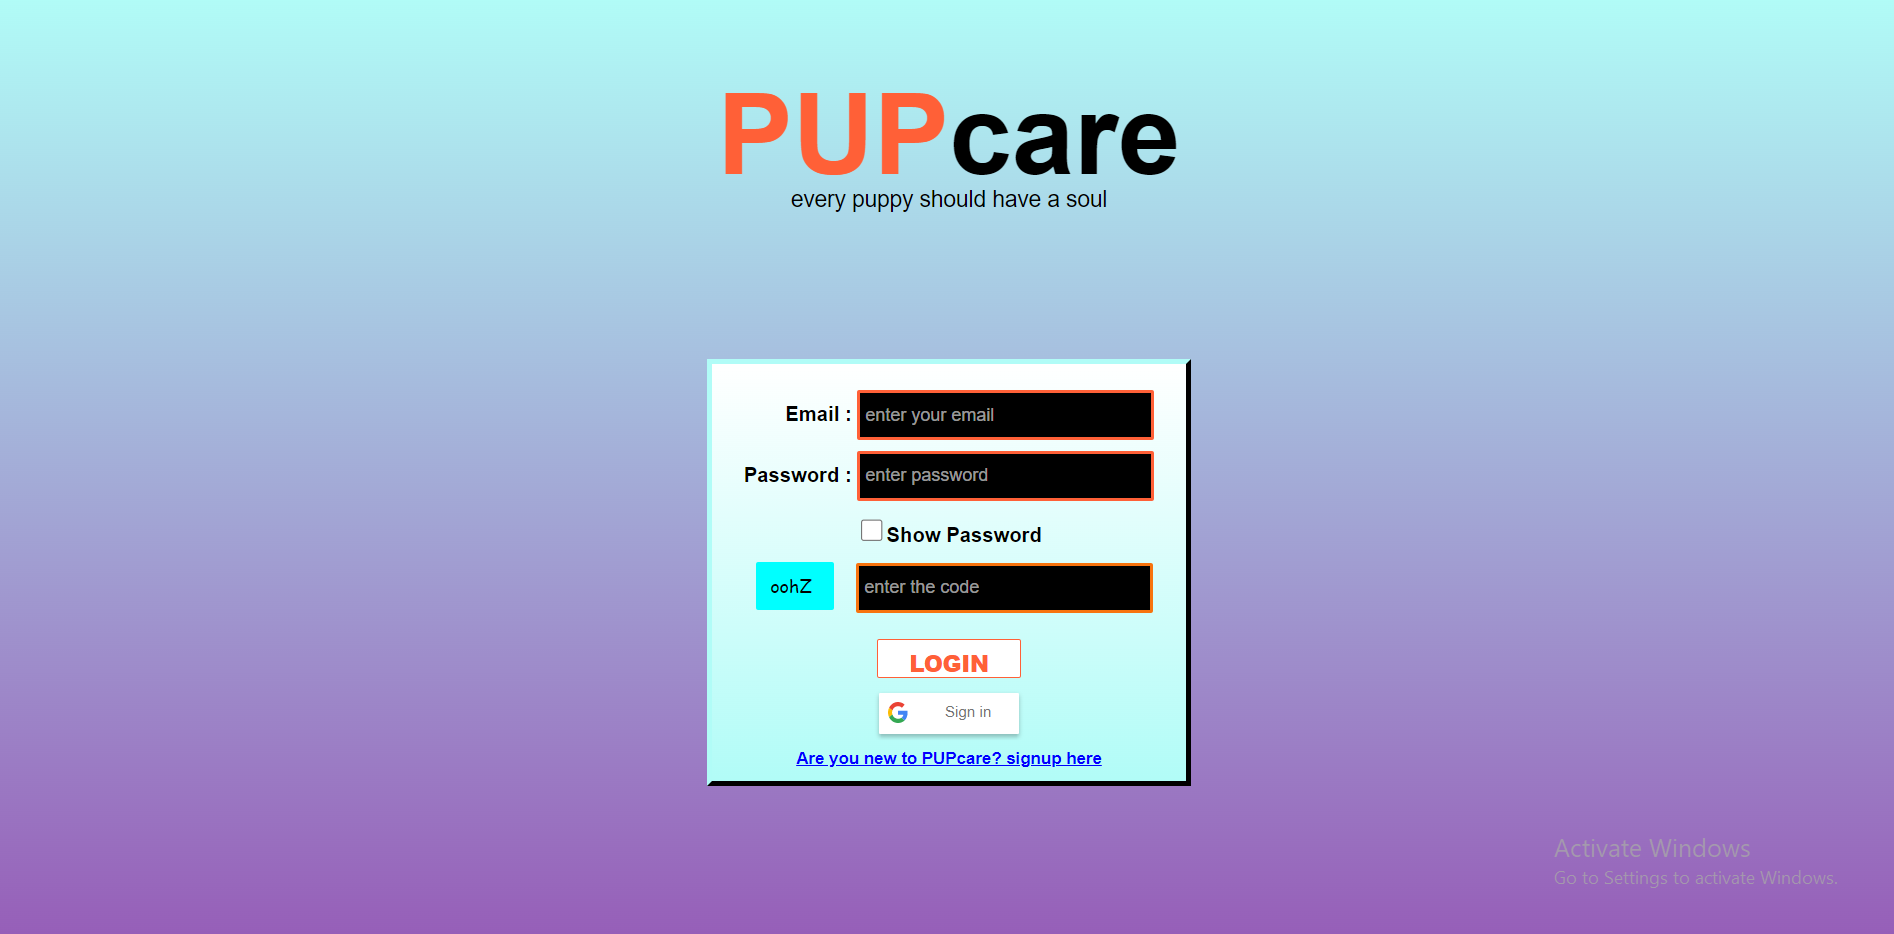 PUPcare
every puppy should have a soul
Email : enter your email
Password : enter password
Show Password
oohZ enter the code
LOGIN
Sign in
Are you new to PUPcare? signup here
Activate Windows
Go to Settings to activate Windows.